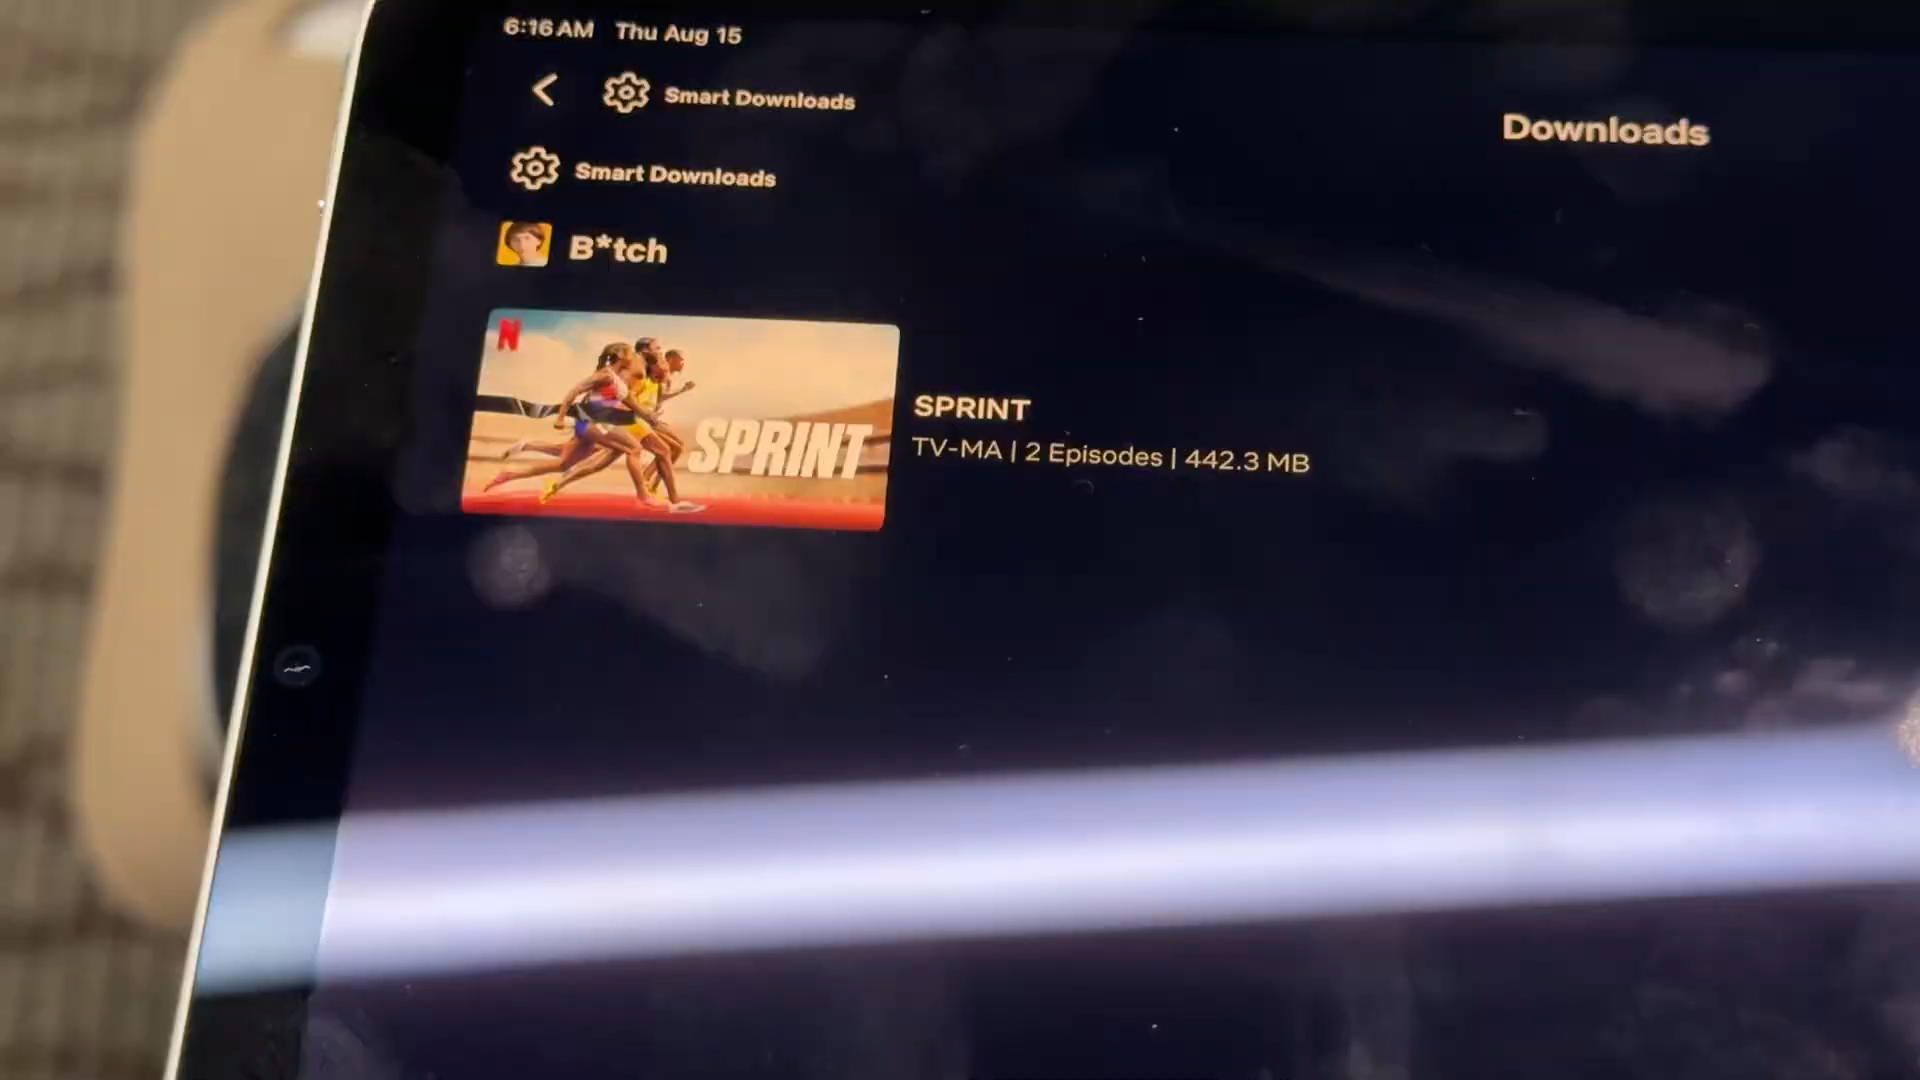 6:16 AM Thu Aug 15
Smart Downloads
Downloads
Smart Downloads
B*tch
N
SPRINT
SPRINT
TV-MA | 2 Episodes | 442.3 MB